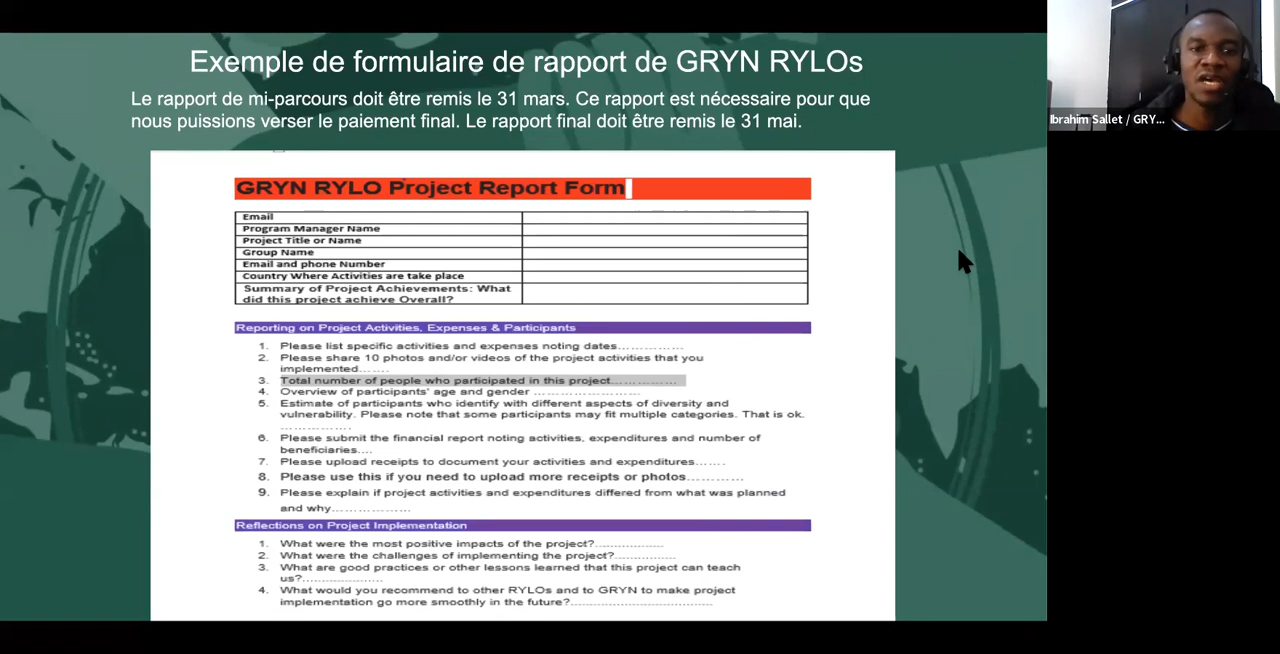 Exemple de formulaire de rapport de GRYN RYLOs
Le rapport de mi-parcours doit être remis le 31 mars. Ce rapport est nécessaire pour que
nous puissions verser le paiement final. Le rapport final doit être remis le 31 mai.
Ibrahim Sallet / GRY...
GRYN RYLO Project Report Form
Email
Program Manager Name
Project Title or Name
Group Name
Email and phone Number
Country Where Activities are take place
Summary of Project Achievements: What
did this project achieve Overall?
Reporting on Project Activities, Expenses & Participants
1. Please list specific activities and expenses noting dates……………
2. Please share 10 photos and/or videos of the project activities that you
implemented…….
3. Total number of people who participated in this project……………
4. Overview of participants' age and gender ……………………
5. Estimate of participants who identify with different aspects of diversity and
vulnerability. Please note that some participants may fit multiple categories. That is ok.
…………….
6. Please submit the financial report noting activities, expenditures and number of
beneficiaries….
7. Please upload receipts to document your activities and expenditures…….
8. Please use this if you need to upload more receipts or photos…………
9. Please explain if project activities and expenditures differed from what was planned
and why………………
Reflections on Project Implementation
1. What were the most positive impacts of the project?..................
2. What were the challenges of implementing the project?................
3. What are good practices or other lessons learned that this project can teach
us?.....................
4. What would you recommend to other RYLOs and to GRYN to make project
implementation go more smoothly in the future?.....................................